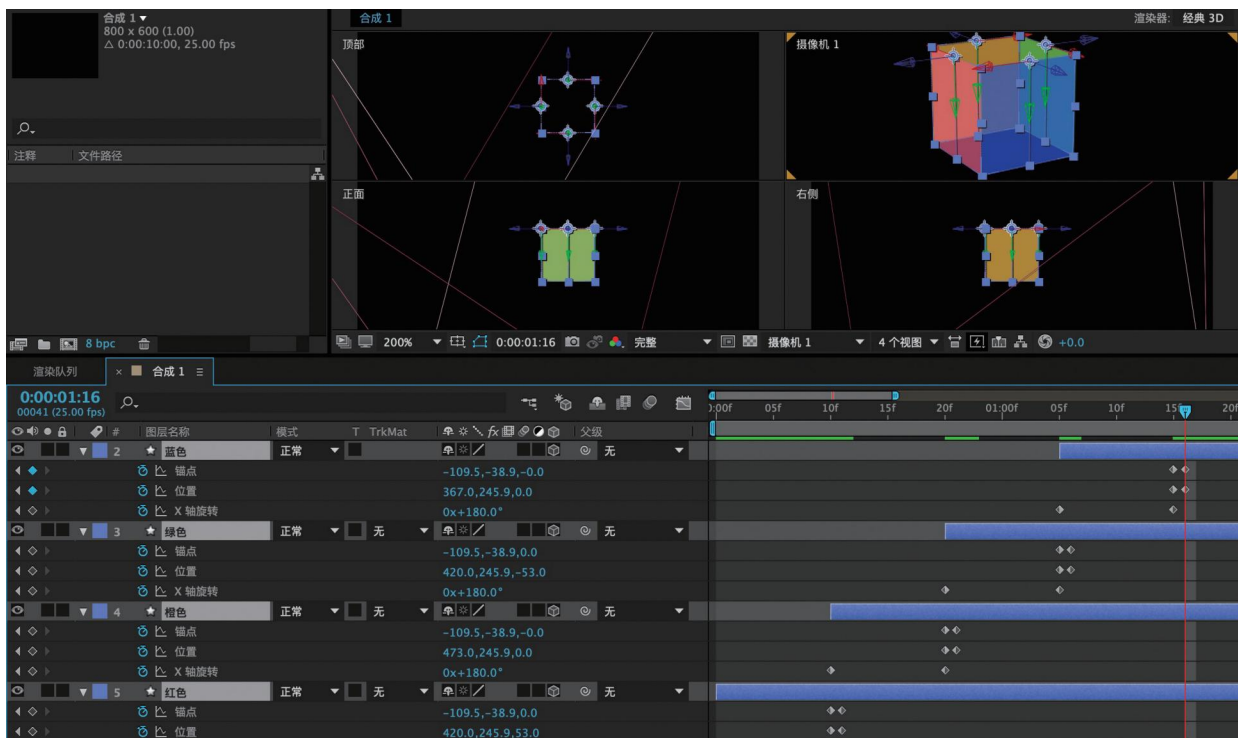 合成 1▼
800 x 600 (1.00)
△ 0:00:10:00, 25.00 fps
合成 1
渲染器: 经典 3D
顶部
摄像机 1
注释 文件路径
正面
右侧
8 bpc
200% 0:00:01:16 完整 摄像机 1 4 个视图 +0.0
渲染队列 × 合成 1 ≡
0:00:01:16
00041 (25.00 fps)
0:00f 05f 10f 15f 20f 01:00f 05f 10f 15f 20f
# 图层名称 模式 T TrkMat 父级
2 蓝色 正常 无
锚点 -109.5,-38.9,-0.0
位置 367.0,245.9,0.0
X 轴旋转 0x+180.0°
3 绿色 正常 无 无
锚点 -109.5,-38.9,0.0
位置 420.0,245.9,-53.0
X 轴旋转 0x+180.0°
4 橙色 正常 无 无
锚点 -109.5,-38.9,-0.0
位置 473.0,245.9,0.0
X 轴旋转 0x+180.0°
5 红色 正常 无 无
锚点 -109.5,-38.9,0.0
位置 420.0,245.9,53.0